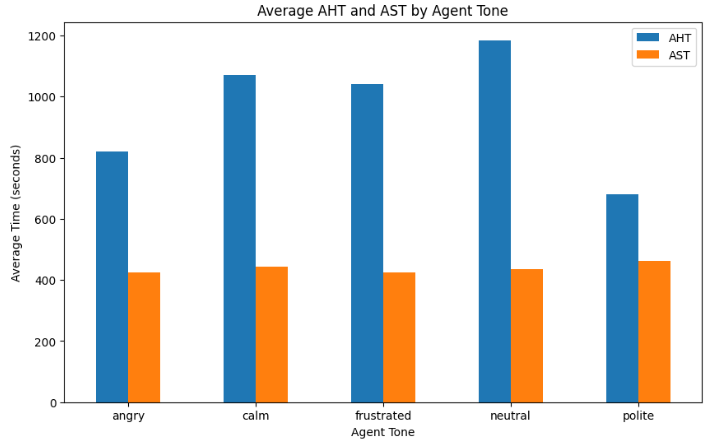 Average AHT and AST by Agent Tone
AHT
AST
Average Time (seconds)
1200
1000
800
600
400
200
0
angry calm frustrated neutral polite
Agent Tone